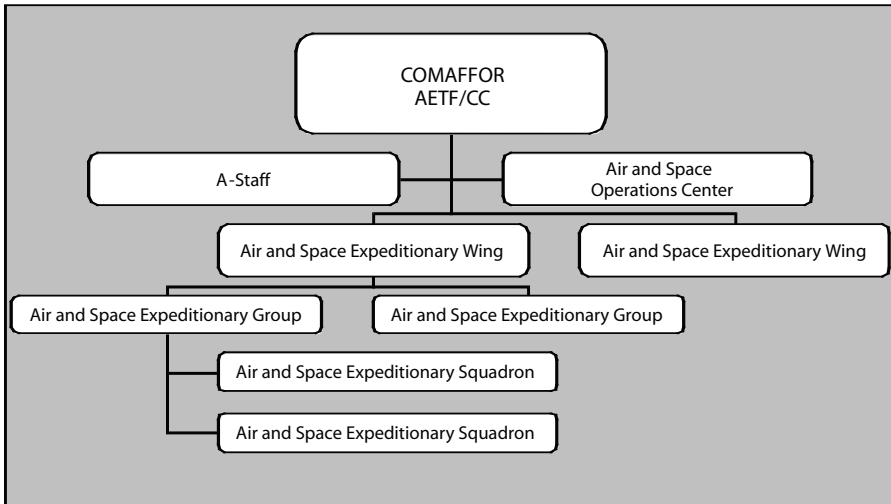 COMAFFOR
AETF/CC
A-Staff
Air and Space
Operations Center
Air and Space Expeditionary Wing
Air and Space Expeditionary Wing
Air and Space Expeditionary Group
Air and Space Expeditionary Group
Air and Space Expeditionary Squadron
Air and Space Expeditionary Squadron